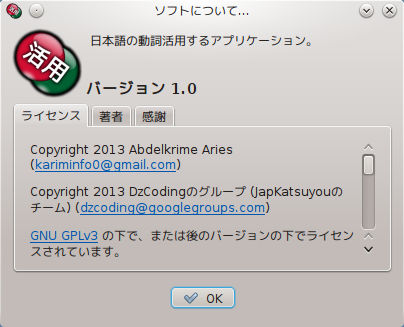 ソフトについて...
活用
日本語の動詞活用するアプリケーション。
バージョン 1.0
ライセンス 著者 感謝
Copyright 2013 Abdelkrime Aries
(kariminfo0@gmail.com)
Copyright 2013 DzCodingのグループ (JapKatsuyouの
チーム) (dzcoding@googlegroups.com)
GNU GPLv3 の下で、または後のバージョンの下でライセン
スされています。
OK